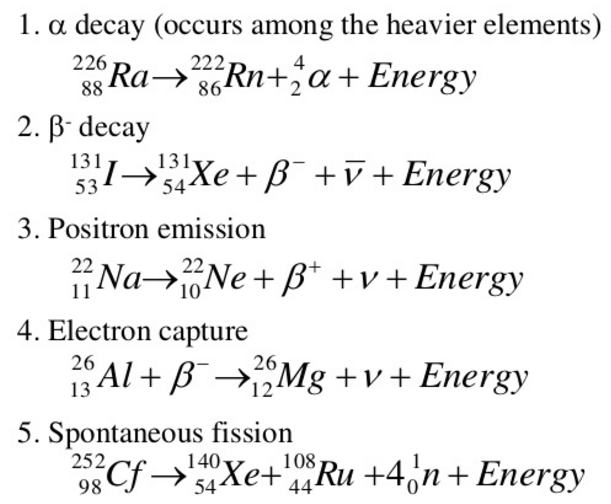 1. α decay (occurs among the heavier elements)
²²⁶₈₈Ra→²²²₈₆Rn+⁴₂α + Energy
2. β⁻ decay
¹³¹₅₃I→¹³¹₅₄Xe + β⁻ + ν̅ + Energy
3. Positron emission
²²₁₁Na→²²₁₀Ne + β⁺ + ν + Energy
4. Electron capture
²⁶₁₃Al + β⁻→²⁶₁₂Mg + ν + Energy
5. Spontaneous fission
²⁵²₉₈Cf→¹⁴⁰₅₄Xe+¹⁰⁸₄₄Ru +4¹₀n + Energy